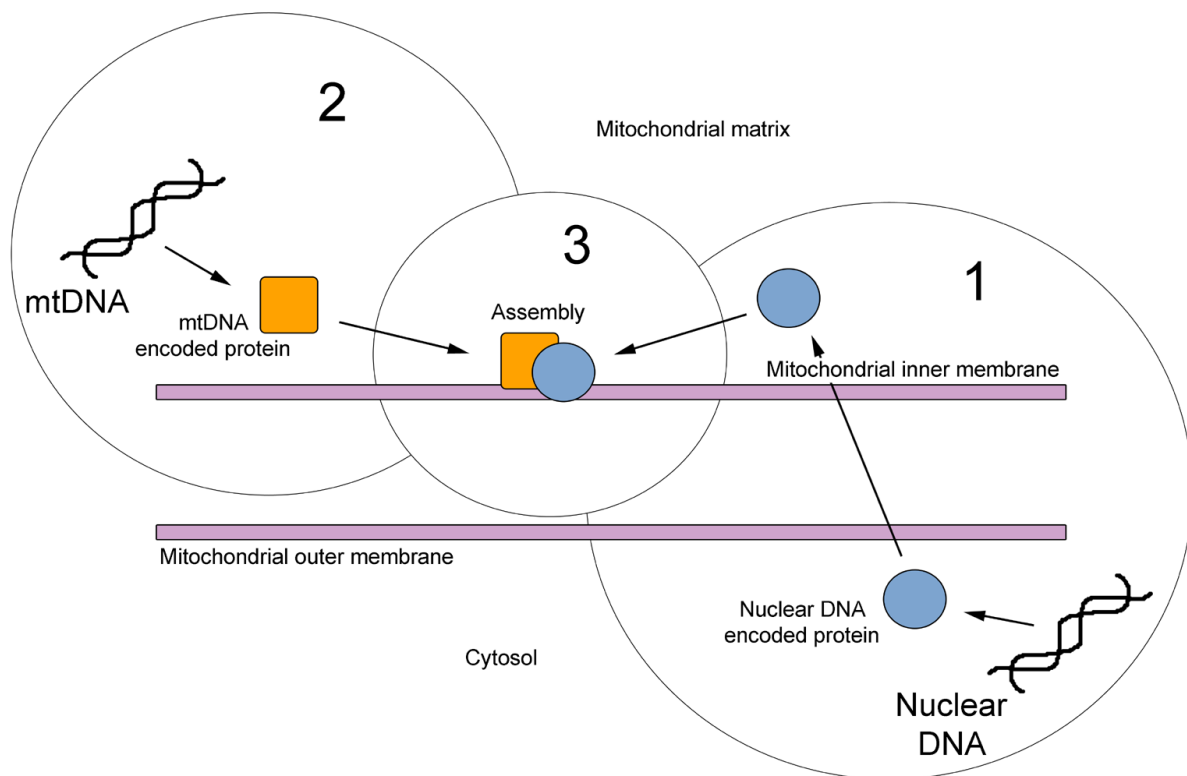 2
Mitochondrial matrix
3
1
mtDNA
mtDNA
encoded protein
Assembly
Mitochondrial inner membrane
Mitochondrial outer membrane
Nuclear DNA
encoded protein
Cytosol
Nuclear
DNA